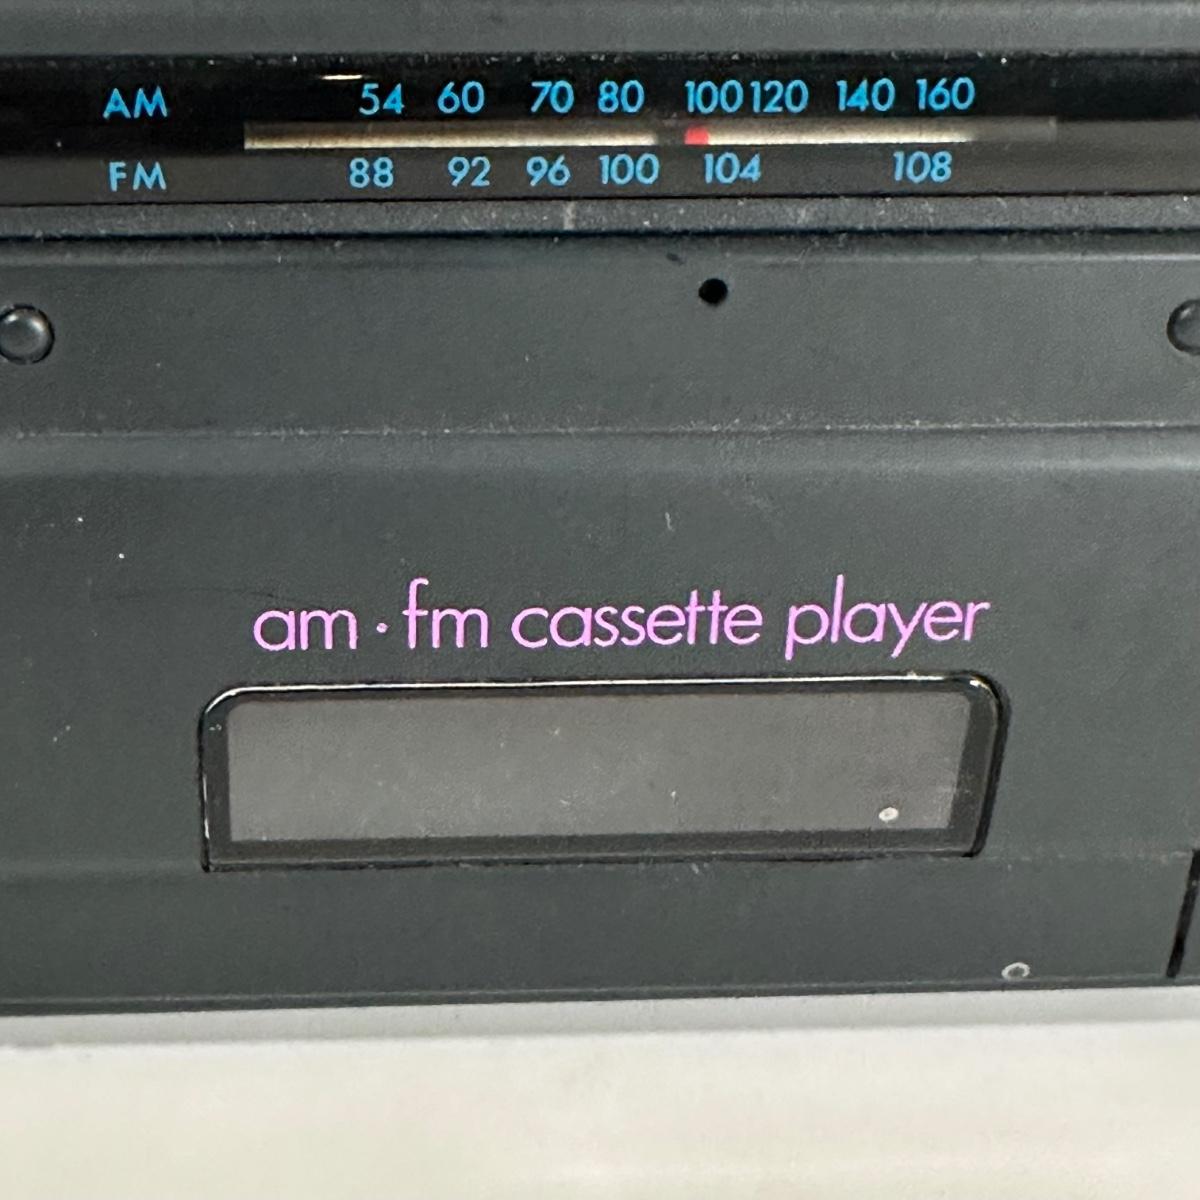 AM 54 60 70 80 100 120 140 160
FM 88 92 96 100 104 108
am · fm cassette player